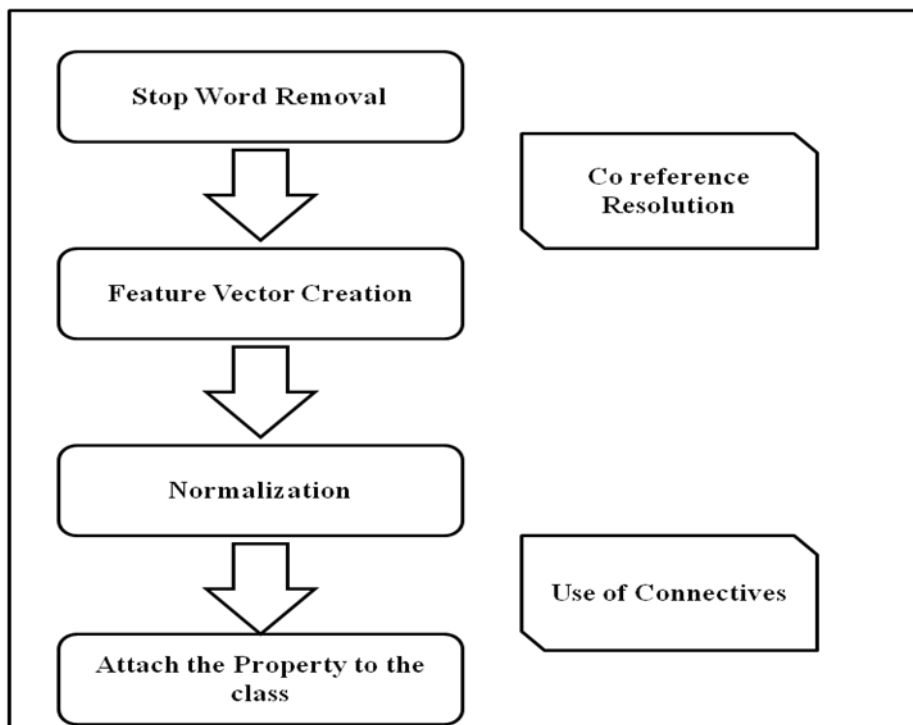 Stop Word Removal
Co reference
Resolution
Feature Vector Creation
Normalization
Use of Connectives
Attach the Property to the
class